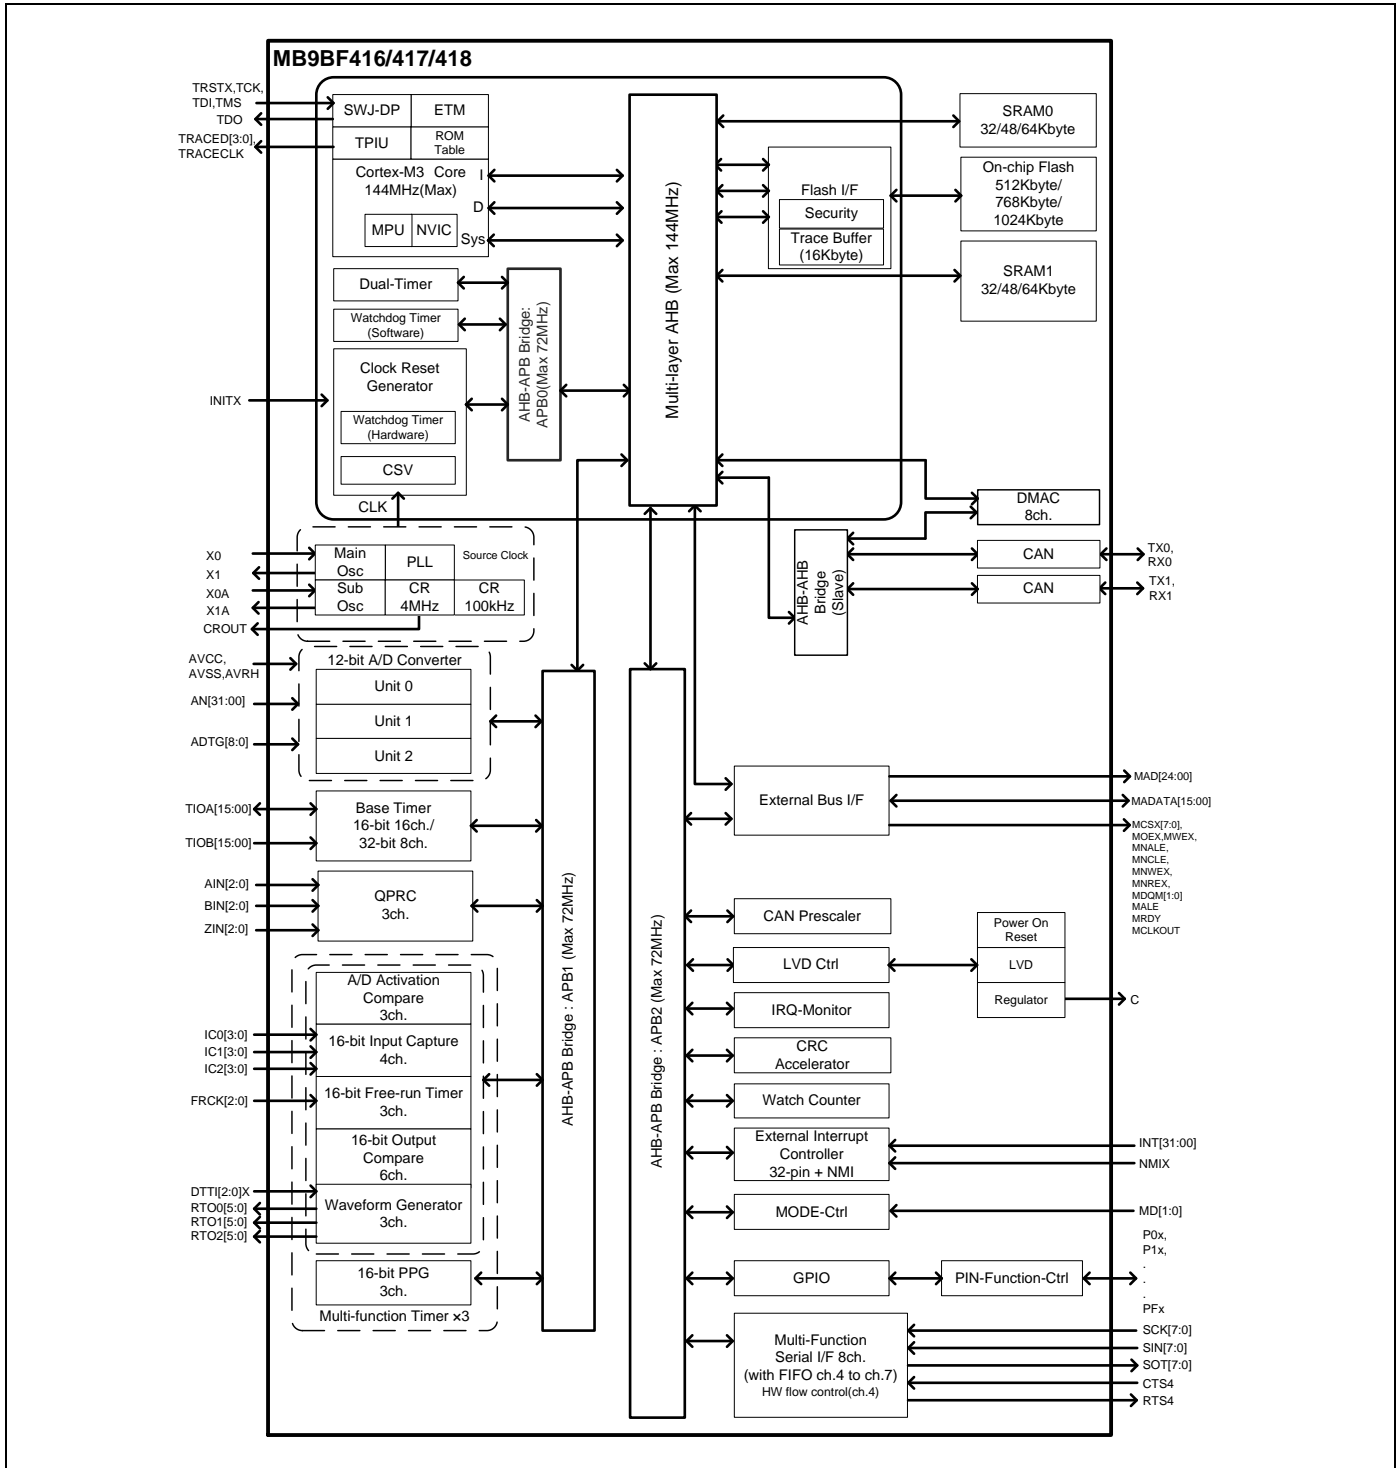 MB9BF416/417/418
TRSTX,TCK,
TDI,TMS
TDO
TRACED[3:0],
TRACECLK
SWJ-DP
ETM
TPIU
ROM
Table
Cortex-M3 Core
144MHz(Max)
I
D
Sys
MPU
NVIC
Multi-layer AHB (Max 144MHz)
Flash I/F
Security
Trace Buffer
(16Kbyte)
SRAM0
32/48/64Kbyte
On-chip Flash
512Kbyte/
768Kbyte/
1024Kbyte
SRAM1
32/48/64Kbyte
Dual-Timer
Watchdog Timer
(Software)
AHB-APB Bridge:
APB0(Max 72MHz)
INITX
Clock Reset
Generator
Watchdog Timer
(Hardware)
CSV
CLK
X0
X1
X0A
X1A
CROUT
Main
Osc
PLL
Source Clock
Sub
Osc
CR
4MHz
CR
100kHz
DMAC
8ch.
AHB-AHB
Bridge
(Slave)
CAN
TX0,
RX0
CAN
TX1,
RX1
AVCC,
AVSS,AVRH
AN[31:00]
ADTG[8:0]
12-bit A/D Converter
Unit 0
Unit 1
Unit 2
TIOA[15:00]
TIOB[15:00]
Base Timer
16-bit 16ch./
32-bit 8ch.
AIN[2:0]
BIN[2:0]
ZIN[2:0]
QPRC
3ch.
A/D Activation
Compare
3ch.
IC0[3:0]
IC1[3:0]
IC2[3:0]
16-bit Input Capture
4ch.
FRCK[2:0]
16-bit Free-run Timer
3ch.
16-bit Output
Compare
6ch.
DTTI[2:0]X
RTO0[5:0]
RTO1[5:0]
RTO2[5:0]
Waveform Generator
3ch.
16-bit PPG
3ch.
Multi-function Timer ×3
AHB-APB Bridge : APB1 (Max 72MHz)
AHB-APB Bridge : APB2 (Max 72MHz)
External Bus I/F
MAD[24:00]
MADATA[15:00]
MCSX[7:0],
MOEX,MWEX,
MNALE,
MNCLE,
MNWEX,
MNREX,
MDQM[1:0]
MALE
MRDY
MCLKOUT
CAN Prescaler
LVD Ctrl
Power On
Reset
LVD
Regulator
C
IRQ-Monitor
CRC
Accelerator
Watch Counter
External Interrupt
Controller
32-pin + NMI
INT[31:00]
NMIX
MODE-Ctrl
MD[1:0]
GPIO
PIN-Function-Ctrl
P0x,
P1x,
.
.
.
PFx
Multi-Function
Serial I/F 8ch.
(with FIFO ch.4 to ch.7)
HW flow control(ch.4)
SCK[7:0]
SIN[7:0]
SOT[7:0]
CTS4
RTS4